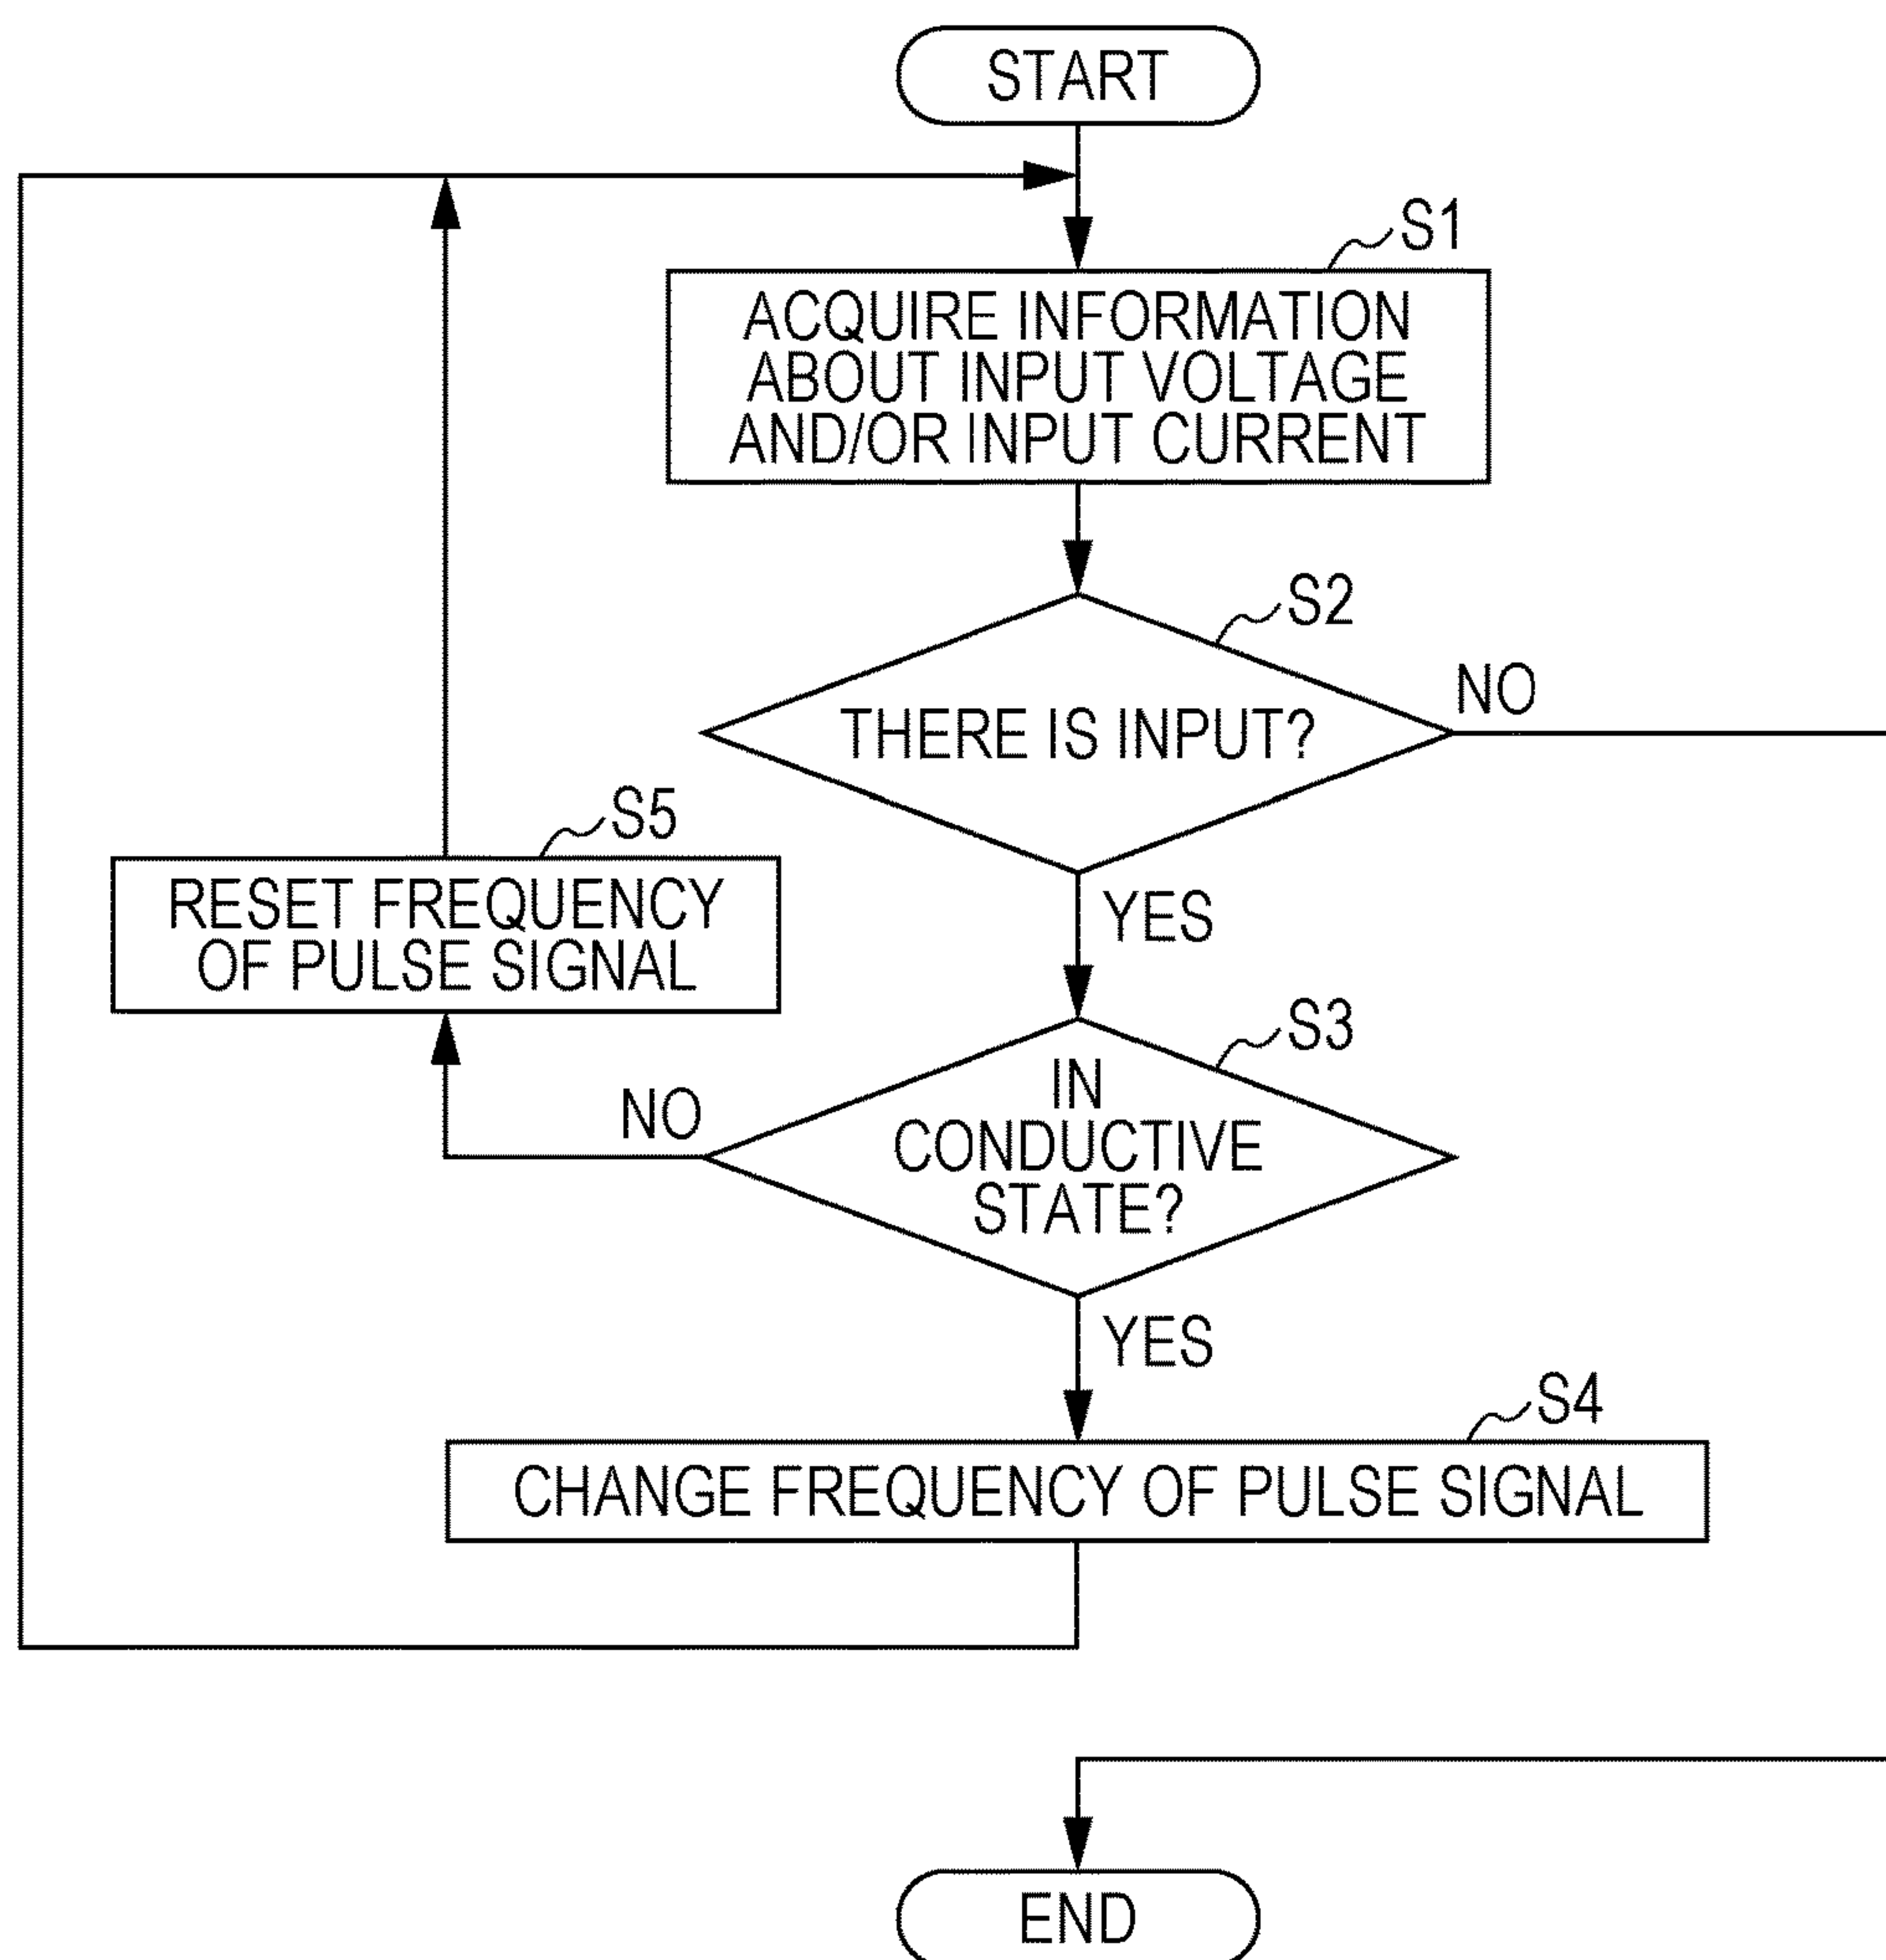 START
S1
ACQUIRE INFORMATION
ABOUT INPUT VOLTAGE
AND/OR INPUT CURRENT
S2
THERE IS INPUT?
NO
YES
S5
RESET FREQUENCY
OF PULSE SIGNAL
S3
IN
CONDUCTIVE
STATE?
NO
YES
S4
CHANGE FREQUENCY OF PULSE SIGNAL
END